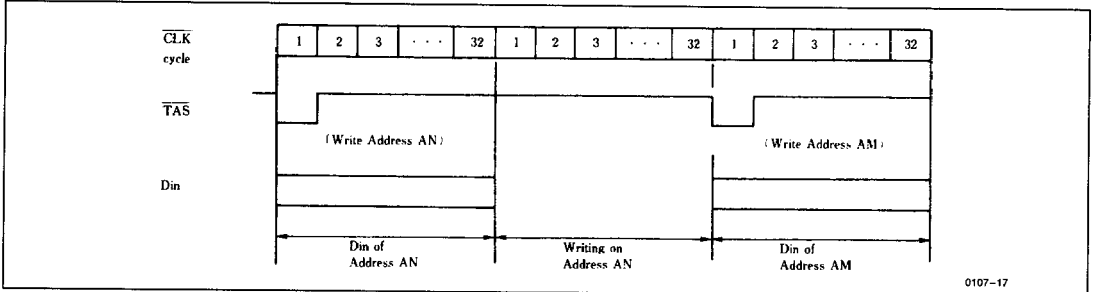 CLK
cycle
1 2 3 · · · 32 1 2 3 · · · 32 1 2 3 · · · 32
TAS
(Write Address AN) (Write Address AM)
Din
Din of Writing on Din of
Address AN Address AN Address AM
0107-17